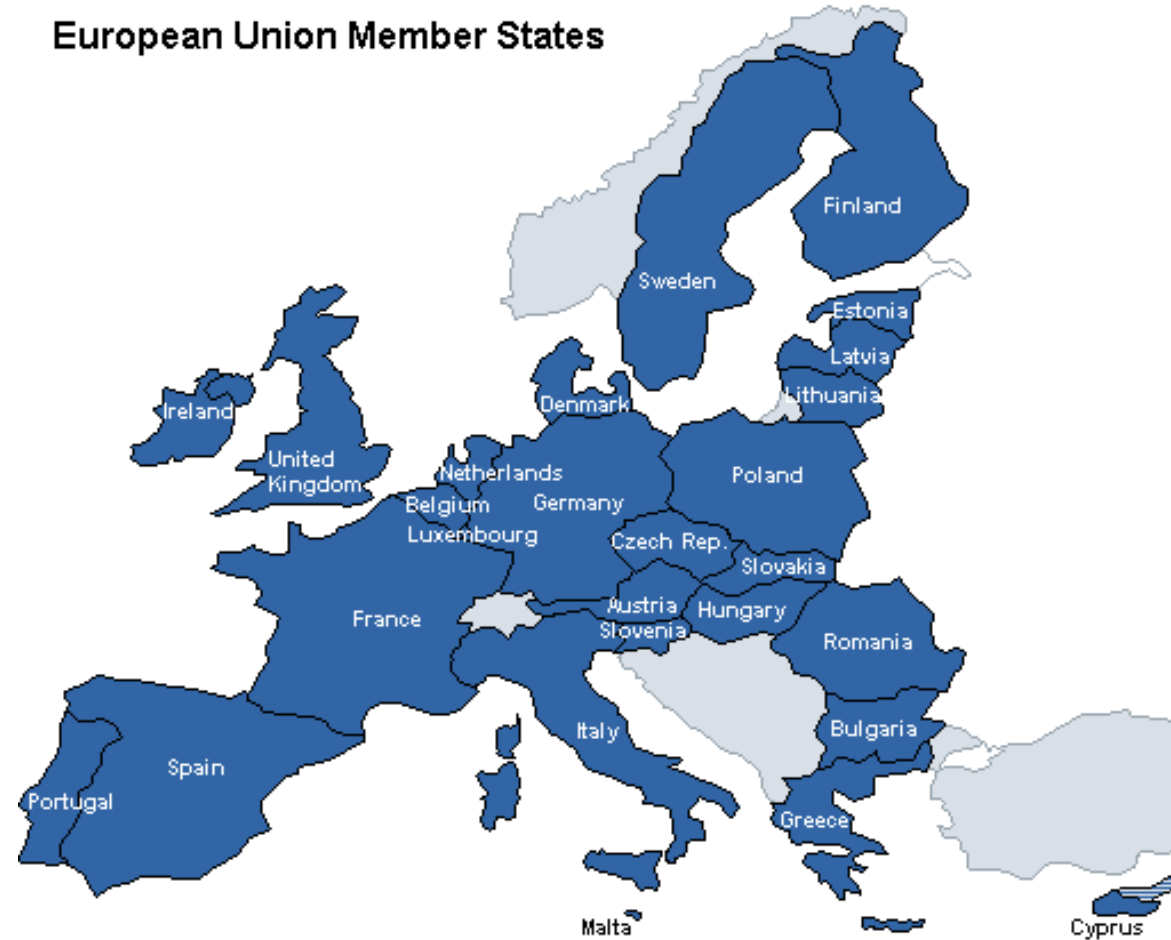 European Union Member States
Finland
Sweden
Estonia
Latvia
Lithuania
Denmark
Ireland
United
Kingdom
Netherlands
Poland
Belgium
Germany
Luxembourg
Czech Rep.
Slovakia
Austria
Hungary
France
Slovenia
Romania
Italy
Bulgaria
Spain
Portugal
Greece
Malta
Cyprus